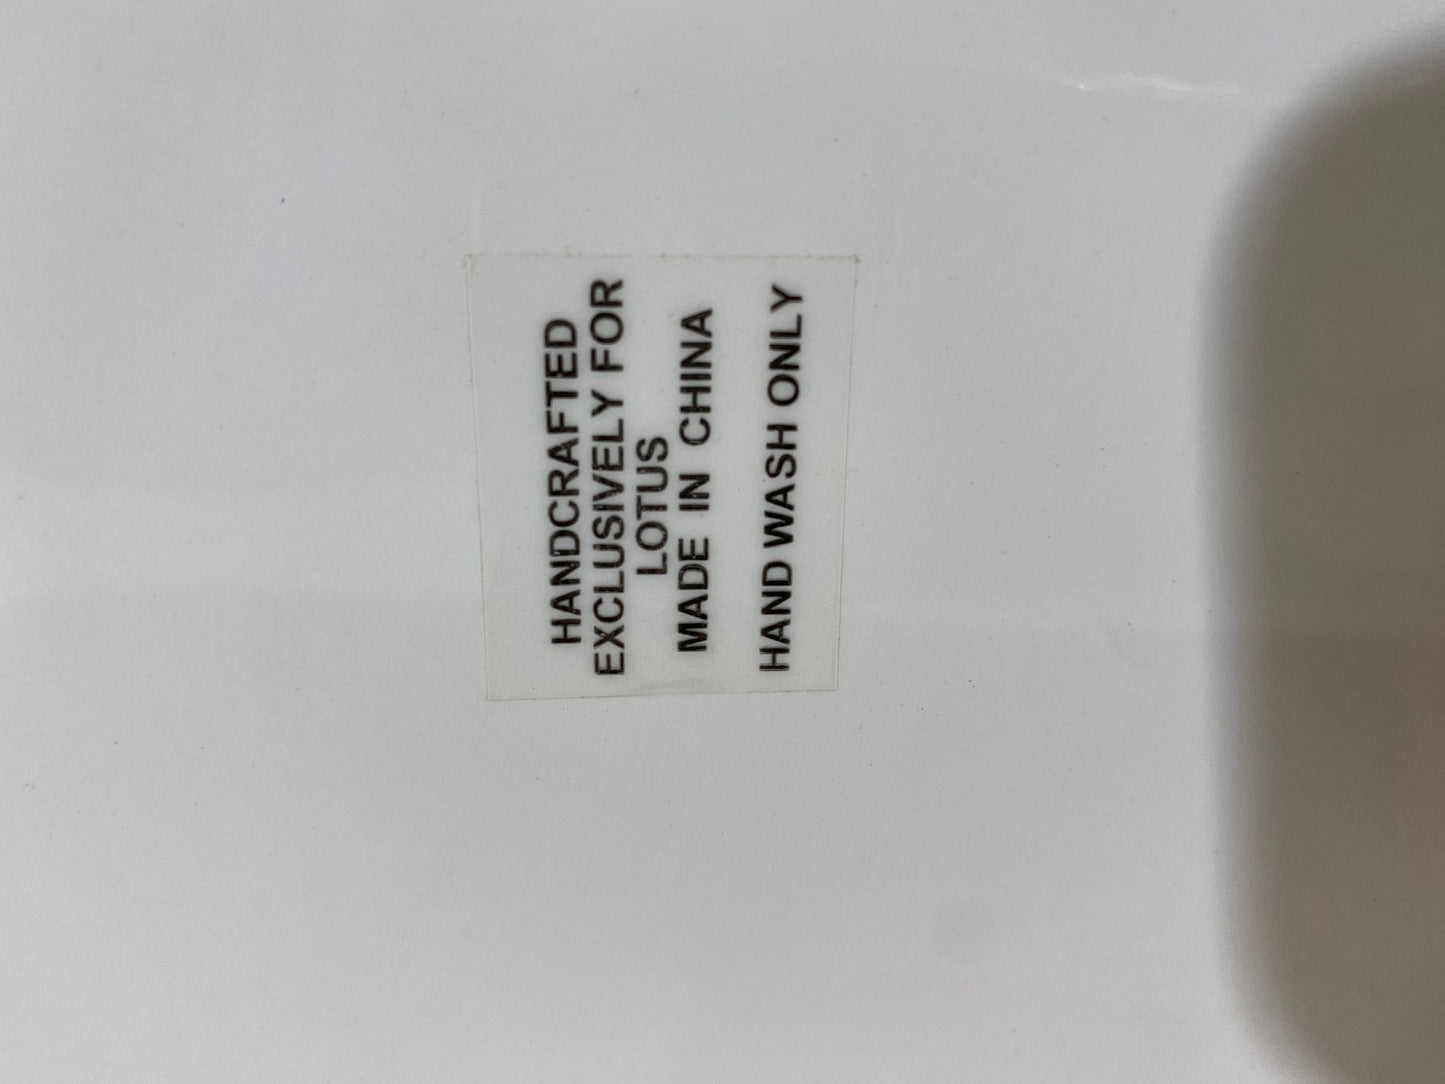 HANDCRAFTED
EXCLUSIVELY FOR
LOTUS
MADE IN CHINA
HAND WASH ONLY